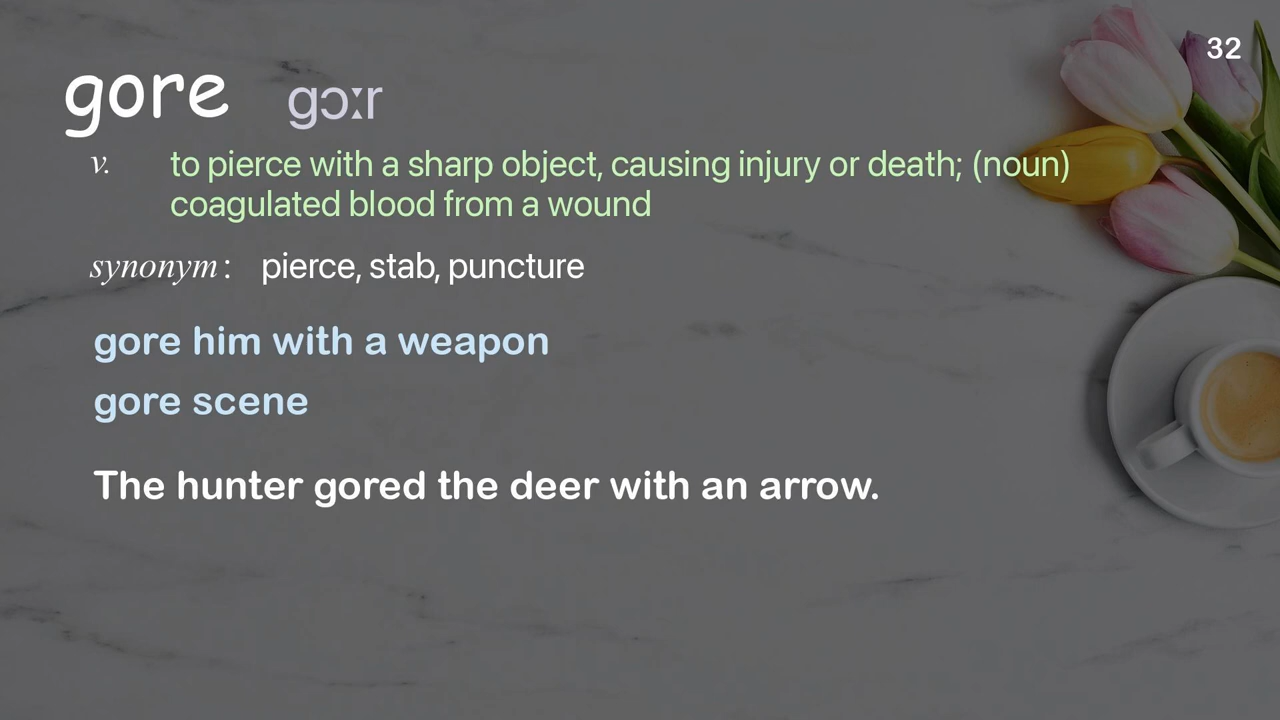 32
gore gɔːr
v. to pierce with a sharp object, causing injury or death; (noun)
coagulated blood from a wound
synonym : pierce, stab, puncture
gore him with a weapon
gore scene
The hunter gored the deer with an arrow.